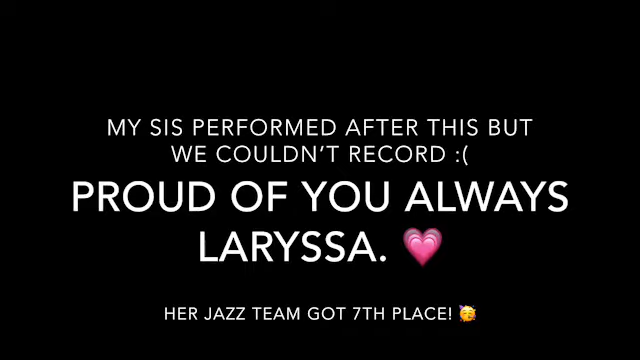 MY SIS PERFORMED AFTER THIS BUT
WE COULDN’T RECORD :(
PROUD OF YOU ALWAYS
LARYSSA. 💗
HER JAZZ TEAM GOT 7TH PLACE! 🥳